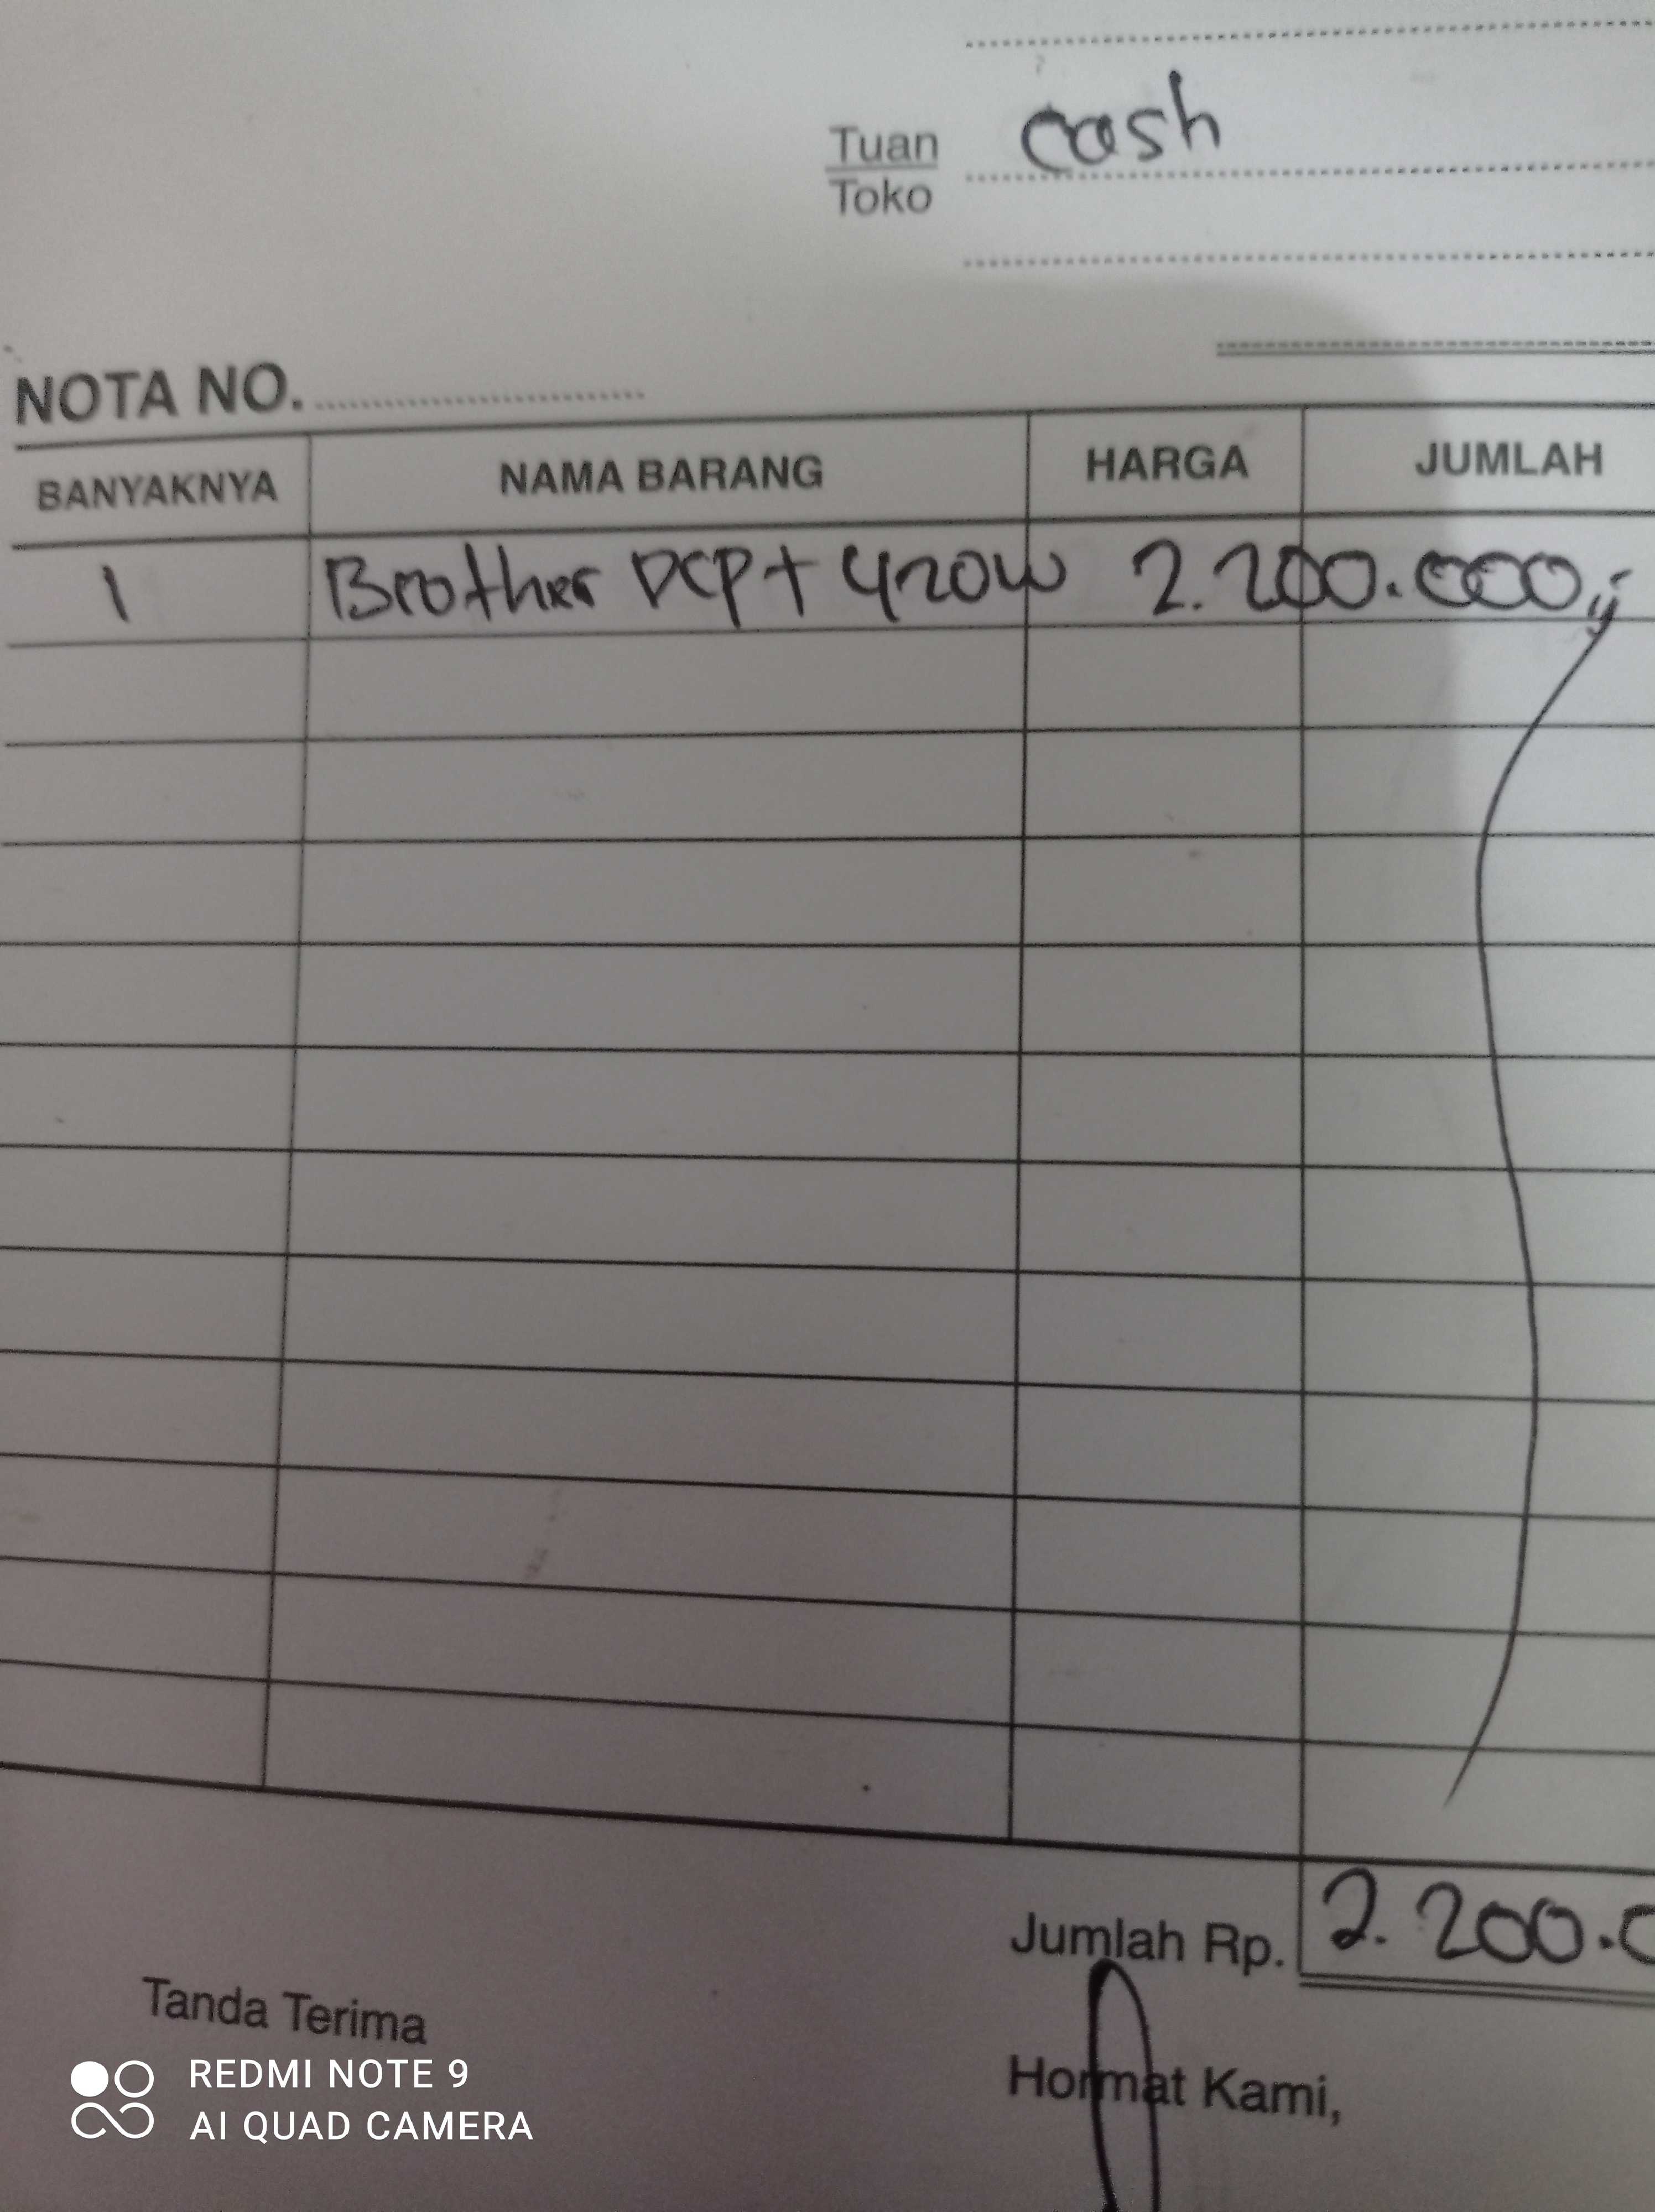 Tuan cash
Toko
NOTA NO.
BANYAKNYA NAMA BARANG HARGA JUMLAH
1 Brother DCP T 420W 2.200.000,-
Jumlah Rp. 2.200.0
Tanda Terima
Hormat Kami,
REDMI NOTE 9
AI QUAD CAMERA